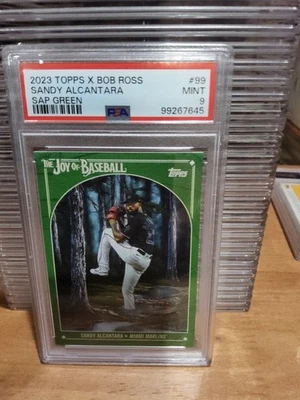 2023 TOPPS X BOB ROSS #99
SANDY ALCANTARA MINT
SAP GREEN PSA 9
99267645
THE JOY OF BASEBALL TOPPS
SANDY ALCANTARA • MIAMI MARLINS